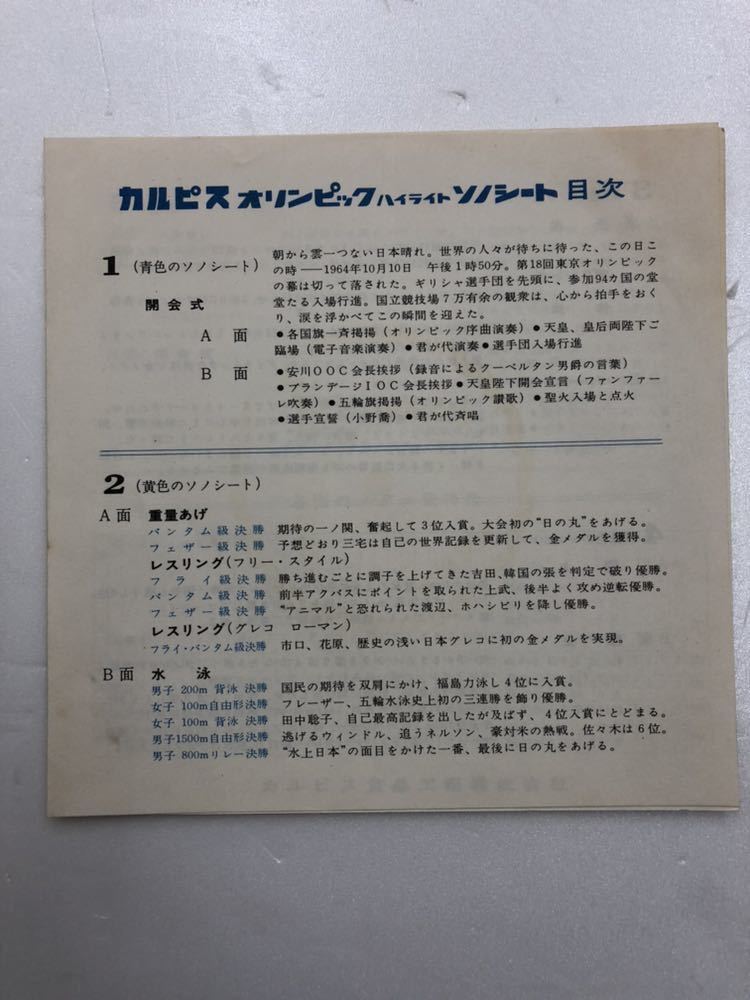 カルピス オリンピック ハイライト ソノシート 目次
1 (青色のソノシート)
開会式
朝から雲一つない日本晴れ。世界の人々が待ちに待った、この日こ
の時 ── 1964年10月10日 午後1時50分。第18回東京オリンピック
の幕は切って落された。ギリシャ選手団を先頭に、参加94カ国の堂
堂たる入場行進。国立競技場7万有余の観衆は、心から拍手をおく
り、涙を浮かべてこの瞬間を迎えた。
A 面 ●各国旗一斉掲揚(オリンピック序曲演奏) ●天皇、皇后両陛下ご
臨場(電子音楽演奏) ●君が代演奏 ●選手団入場行進
B 面 ●安川OOC会長挨拶(録音によるクーベルタン男爵の言葉)
●ブランデージIOC会長挨拶 ●天皇陛下開会宣言(ファンファー
レ吹奏) ●五輪旗掲揚(オリンピック讃歌) ●聖火入場と点火
●選手宣誓(小野喬) ●君が代斉唱
2 (黄色のソノシート)
A面 重量あげ
バンタム級決勝 期待の一ノ関、奮起して3位入賞。大会初の"日の丸"をあげる。
フェザー級決勝 予想どおり三宅は自己の世界記録を更新して、金メダルを獲得。
レスリング(フリー・スタイル)
フライ級決勝 勝ち進むごとに調子を上げてきた吉田、韓国の張を判定で破り優勝。
バンタム級決勝 前半アクバスにポイントを取られた上武、後半よく攻め逆転優勝。
フェザー級決勝 "アニマル"と恐れられた渡辺、ホハシビリを降し優勝。
レスリング(グレコ ローマン)
フライ・バンタム級決勝 市口、花原、歴史の浅い日本グレコに初の金メダルを実現。
B面 水 泳
男子 200m 背泳 決勝 国民の期待を双肩にかけ、福島力泳し4位に入賞。
女子 100m自由形決勝 フレーザー、五輪水泳史上初の三連勝を飾り優勝。
女子 100m 背泳 決勝 田中聡子、自己最高記録を出したが及ばず、4位入賞にとどまる。
男子1500m自由形決勝 逃げるウィンドル、追うネルソン、豪対米の熱戦。佐々木は6位。
男子 800mリレー決勝 "水上日本"の面目をかけた一番、最後に日の丸をあげる。